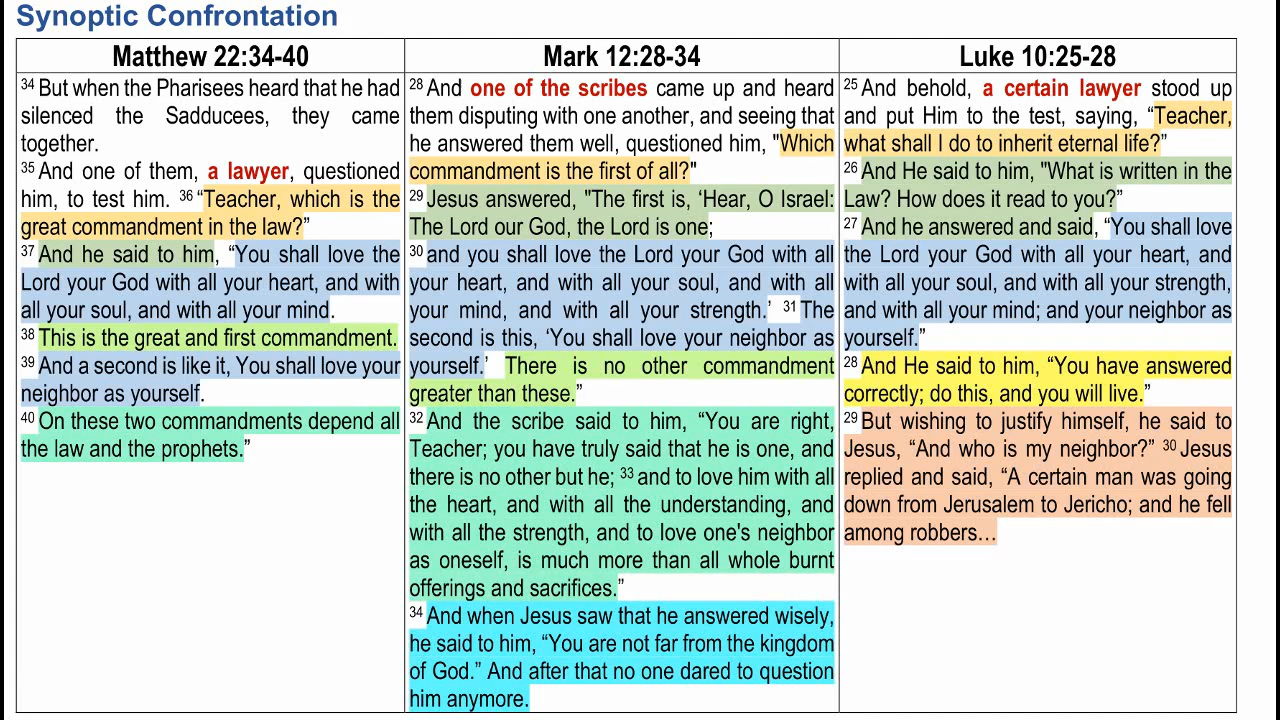 Synoptic Confrontation
Matthew 22:34-40
34 But when the Pharisees heard that he had
silenced the Sadducees, they came
together.
35 And one of them, a lawyer, questioned
him, to test him. 36 “Teacher, which is the
great commandment in the law?”
37 And he said to him, “You shall love the
Lord your God with all your heart, and with
all your soul, and with all your mind.
38 This is the great and first commandment.
39 And a second is like it, You shall love your
neighbor as yourself.
40 On these two commandments depend all
the law and the prophets.”
Mark 12:28-34
28 And one of the scribes came up and heard
them disputing with one another, and seeing that
he answered them well, questioned him, "Which
commandment is the first of all?"
29 Jesus answered, "The first is, ‘Hear, O Israel:
The Lord our God, the Lord is one;
30 and you shall love the Lord your God with all
your heart, and with all your soul, and with all
your mind, and with all your strength.’ 31 The
second is this, ‘You shall love your neighbor as
yourself.’ There is no other commandment
greater than these.”
32 And the scribe said to him, “You are right,
Teacher; you have truly said that he is one, and
there is no other but he; 33 and to love him with all
the heart, and with all the understanding, and
with all the strength, and to love one's neighbor
as oneself, is much more than all whole burnt
offerings and sacrifices.”
34 And when Jesus saw that he answered wisely,
he said to him, “You are not far from the kingdom
of God.” And after that no one dared to question
him anymore.
Luke 10:25-28
25 And behold, a certain lawyer stood up
and put Him to the test, saying, “Teacher,
what shall I do to inherit eternal life?”
26 And He said to him, "What is written in the
Law? How does it read to you?”
27 And he answered and said, “You shall love
the Lord your God with all your heart, and
with all your soul, and with all your strength,
and with all your mind; and your neighbor as
yourself.”
28 And He said to him, “You have answered
correctly; do this, and you will live.”
29 But wishing to justify himself, he said to
Jesus, “And who is my neighbor?” 30 Jesus
replied and said, “A certain man was going
down from Jerusalem to Jericho; and he fell
among robbers…